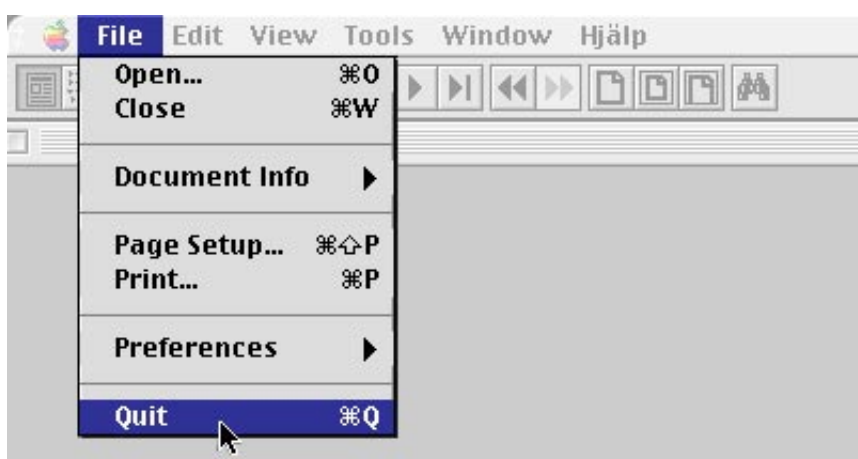 File Edit View Tools Window Hjälp
Open... ⌘O
Close ⌘W
Document Info
Page Setup... ⌘⇧P
Print... ⌘P
Preferences
Quit ⌘Q